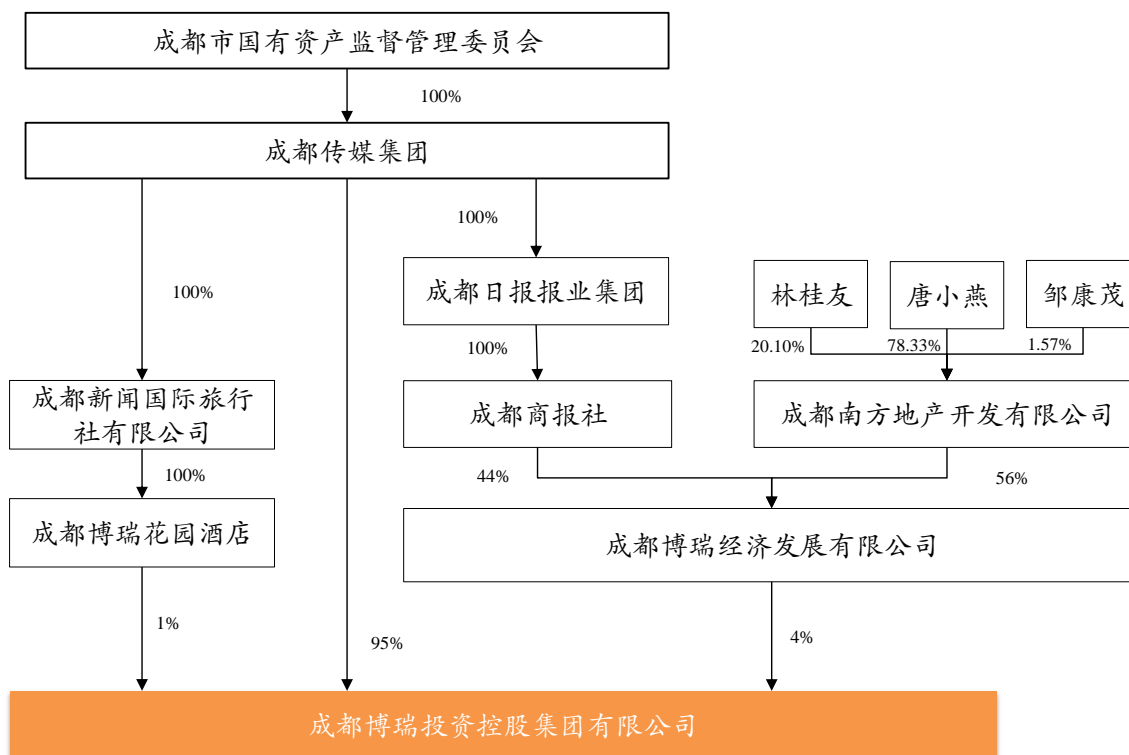 成都市国有资产监督管理委员会
100%
成都传媒集团
100%
100%
成都日报报业集团
林桂友
唐小燕
邹康茂
100%
20.10%
78.33%
1.57%
成都新闻国际旅行
社有限公司
成都商报社
成都南方地产开发有限公司
100%
44%
56%
成都博瑞花园酒店
成都博瑞经济发展有限公司
1%
95%
4%
成都博瑞投资控股集团有限公司